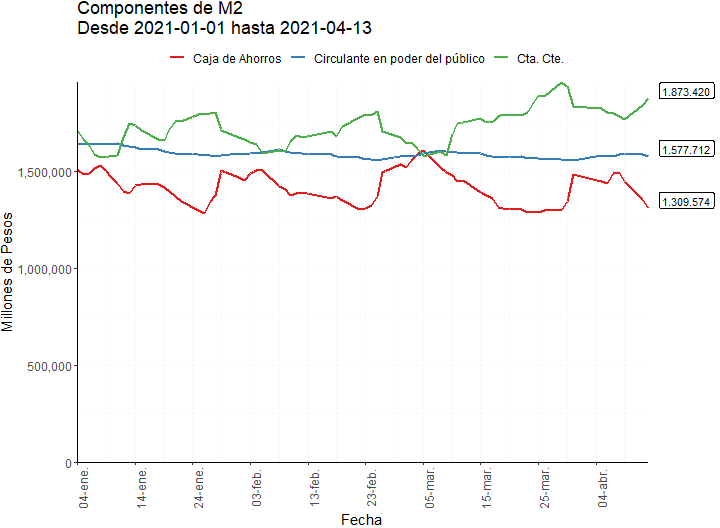 Componentes de M2
Desde 2021-01-01 hasta 2021-04-13
Caja de Ahorros Circulante en poder del público Cta. Cte.
1.873.420
1.577.712
1.309.574
1,500,000
1,000,000
500,000
0
Millones de Pesos
04-ene.
14-ene.
24-ene.
03-feb.
13-feb.
23-feb.
05-mar.
15-mar.
25-mar.
04-abr.
Fecha